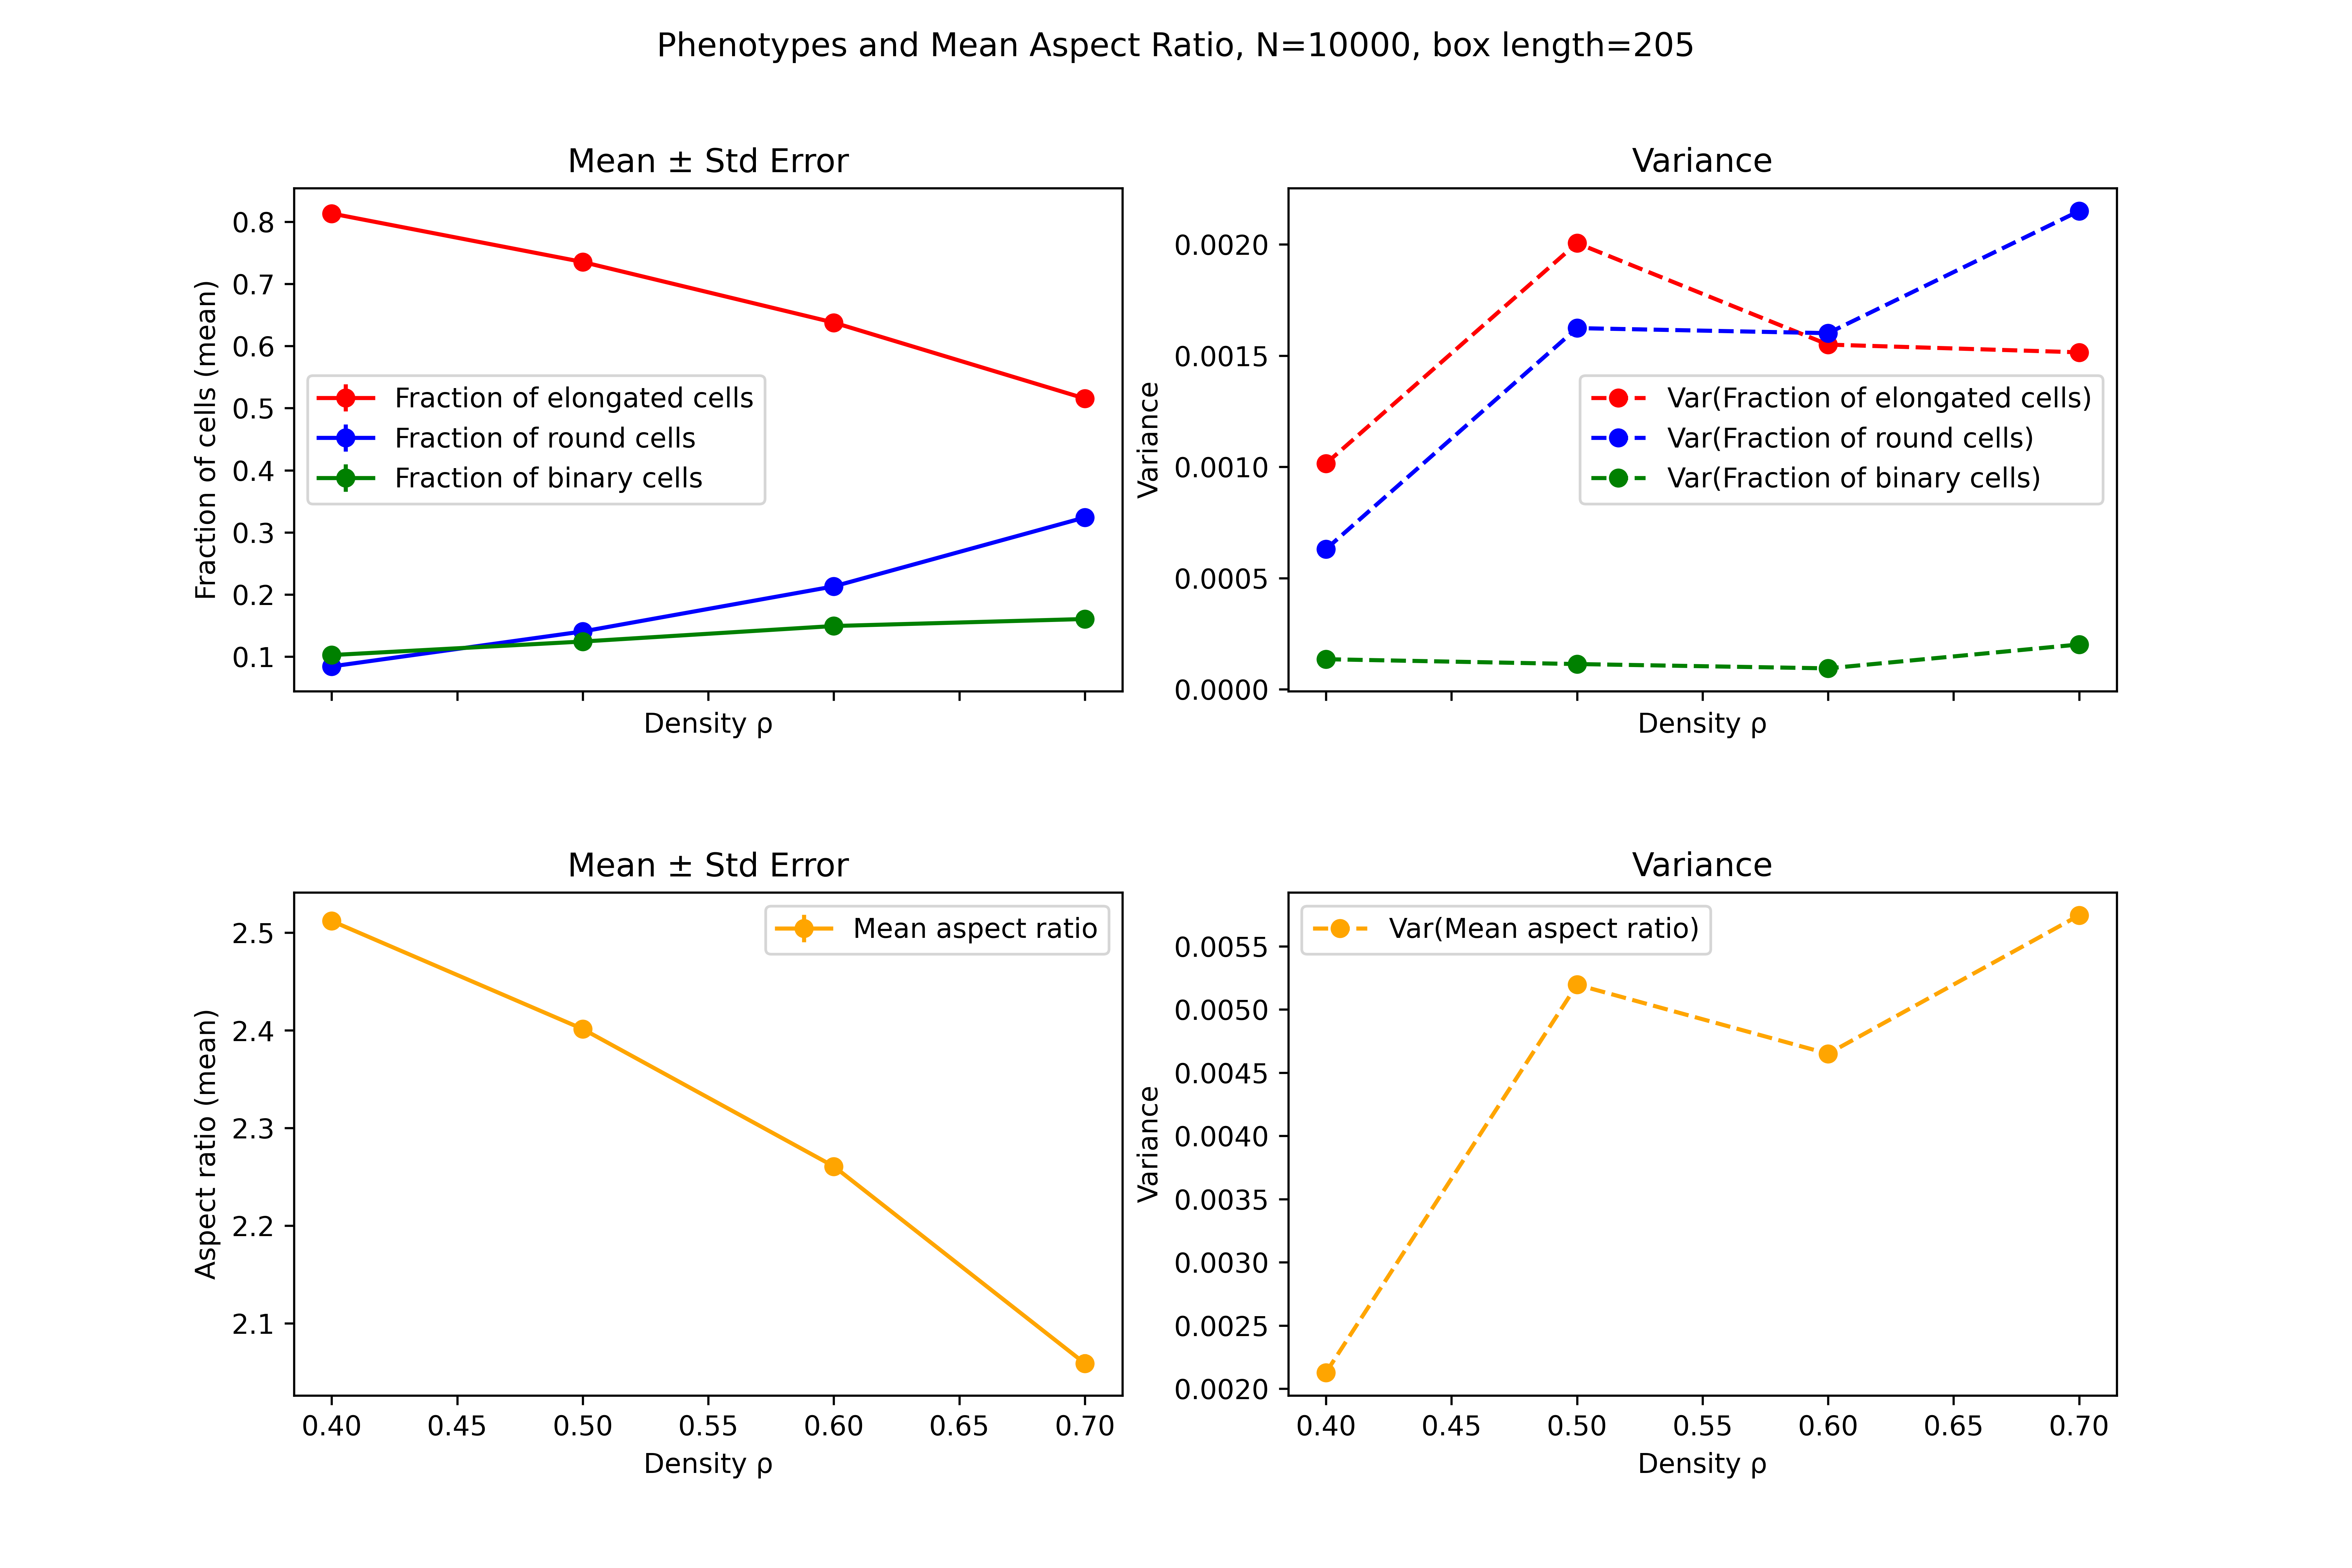 Phenotypes and Mean Aspect Ratio, N=10000, box length=205
Mean ± Std Error
0.8
0.7
0.6
0.5
0.4
0.3
0.2
0.1
Fraction of cells (mean)
Fraction of elongated cells
Fraction of round cells
Fraction of binary cells
Density ρ
Variance
0.0020
0.0015
0.0010
0.0005
0.0000
Variance
Var(Fraction of elongated cells)
Var(Fraction of round cells)
Var(Fraction of binary cells)
Density ρ
Mean ± Std Error
2.5
2.4
2.3
2.2
2.1
Aspect ratio (mean)
Mean aspect ratio
0.40 0.45 0.50 0.55 0.60 0.65 0.70
Density ρ
Variance
0.0055
0.0050
0.0045
0.0040
0.0035
0.0030
0.0025
0.0020
Variance
Var(Mean aspect ratio)
0.40 0.45 0.50 0.55 0.60 0.65 0.70
Density ρ